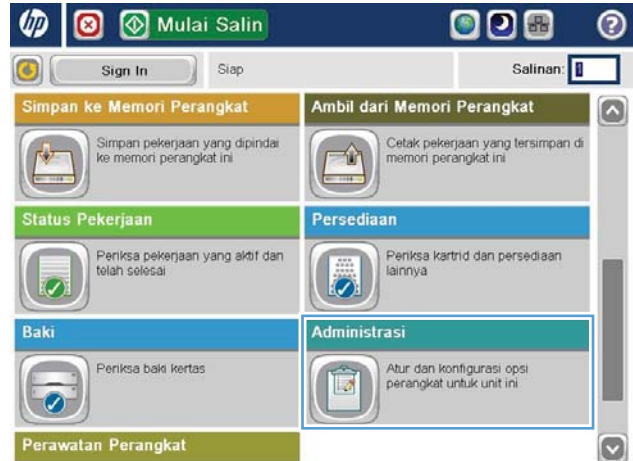 hp
Mulai Salin
?
Sign In
Siap
Salinan: 1
Simpan ke Memori Perangkat
Simpan pekerjaan yang dipindai
ke memori perangkat ini
Ambil dari Memori Perangkat
Cetak pekerjaan yang tersimpan di
memori perangkat ini
Status Pekerjaan
Periksa pekerjaan yang aktif dan
telah selesai
Persediaan
Periksa kartrid dan persediaan
lainnya
Baki
Periksa baki kertas
Administrasi
Atur dan konfigurasi opsi
perangkat untuk unit ini
Perawatan Perangkat